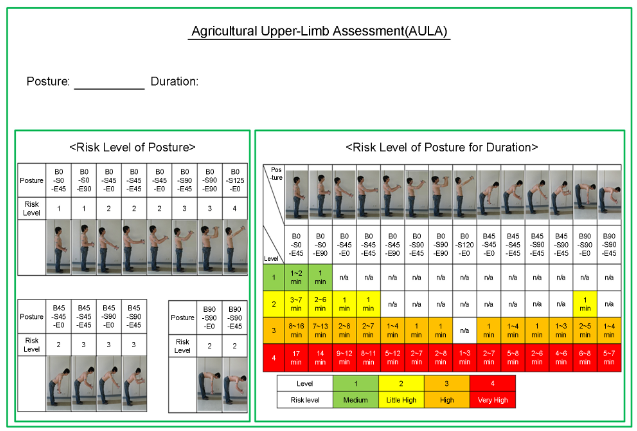 Agricultural Upper-Limb Assessment(AULA)
Posture: Duration:
<Risk Level of Posture>
Posture B0 B0 B0 B0 B0 B0 B0 B0
-S0 -S0 -S45 -S45 -S45 -S90 -S90 -S125
-E45 -E90 -E0 -E45 -E90 -E45 -E90 -E0
Risk Level 1 1 2 2 2 3 3 4
Posture B45 B45 B45 B45
-S45 -S45 -S90 -S90
-E0 -E45
Risk Level 2 3 3 3
Posture B90 B90
-S90 -S90
-E0 -E45
Risk Level 2 2
<Risk Level of Posture for Duration>
Pos
-ture
Level
B0 B0 B0 B0 B0 B0 B0 B0 B45 B45 B45 B45 B90 B90
-S0 -S0 -S45 -S45 -S45 -S90 -S90 -S120 -S45 -S45 -S90 -S90 -S90 -S90
-E45 -E90 -E0 -E45 -E90 -E45 -E90 -E0 -E0 -E45 -E45 -E0 -E45
1 1~2 min 1 min n/a n/a n/a n/a n/a n/a n/a n/a n/a n/a n/a n/a
2 3~7 min 2~6 min 1 min 1 min n/a n/a n/a n/a n/a n/a n/a n/a 1 min n/a
3 8~16 min 7~13 min 2~8 min 2~7 min 1~4 min 1 min 1 min n/a 1 min 1~4 min 1 min 1~3 min 2~5 min 1~4 min
4 17 min 14 min 9~12 min 8~11 min 5~12 min 2~7 min 2~8 min 1~3 min 2~7 min 5~8 min 2~6 min 4~6 min 6~8 min 5~7 min
Level 1 2 3 4
Risk level Medium Little High High Very High